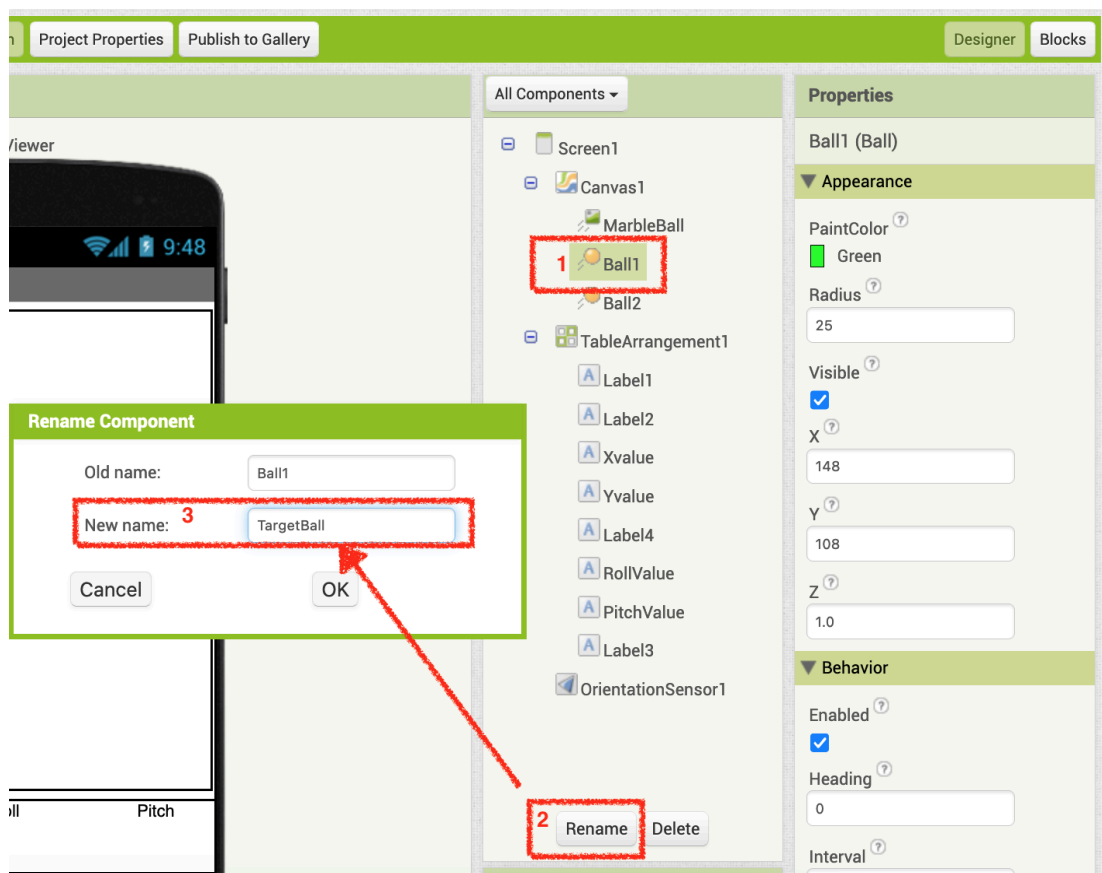 Project Properties
Publish to Gallery
Designer
Blocks
Viewer
9:48
Rename Component
Old name:
Ball1
New name:
3
TargetBall
Cancel
OK
Pitch
All Components
Screen1
Canvas1
MarbleBall
1
Ball1
Ball2
TableArrangement1
A Label1
A Label2
A Xvalue
A Yvalue
A Label4
A RollValue
A PitchValue
A Label3
OrientationSensor1
2
Rename
Delete
Properties
Ball1 (Ball)
Appearance
PaintColor ?
Green
Radius ?
25
Visible ?
X ?
148
Y ?
108
Z ?
1.0
Behavior
Enabled ?
Heading ?
0
Interval ?